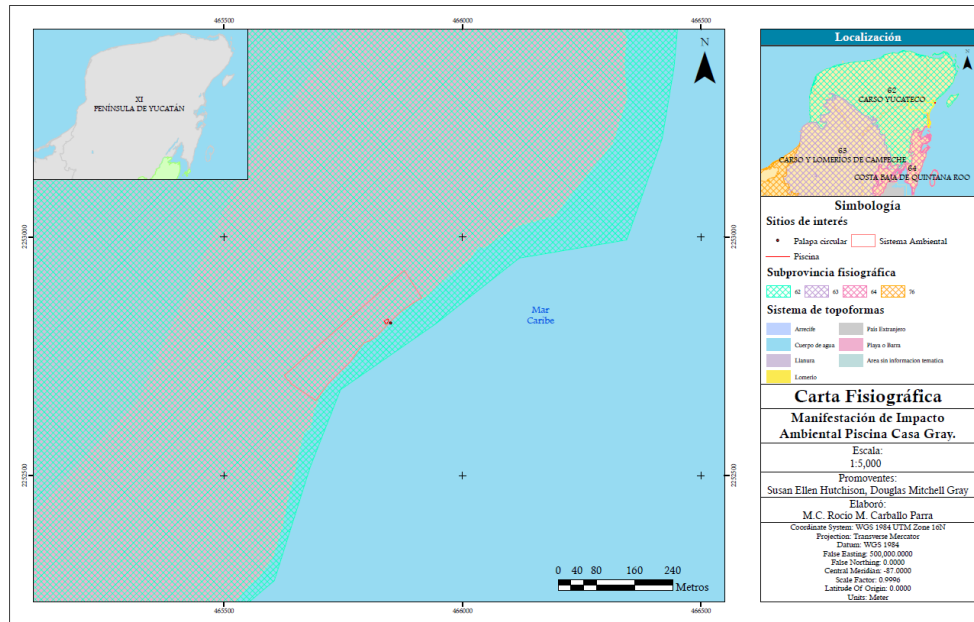 465500
466000
466500
XI
PENÍNSULA DE YUCATÁN
N
2253000
2253000
Mar
Caribe
2252500
2252500
0 40 80 160 240
Metros
465500
466000
466500
Localización
N
62
CARSO YUCATECO
63
CARSO Y LOMERÍOS DE CAMPECHE
64
COSTA BAJA DE QUINTANA ROO
Simbología
Sitios de interés
Palapa circular
Sistema Ambiental
Piscina
Subprovincia fisiográfica
62 63 64 76
Sistema de topoformas
Arrecife
País Extranjero
Cuerpo de agua
Playa o Barra
Llanura
Area sin informacion tematica
Lomerío
Carta Fisiográfica
Manifestación de Impacto
Ambiental Piscina Casa Gray.
Escala:
1:5,000
Promoventes:
Susan Ellen Hutchison, Douglas Mitchell Gray
Elaboró:
M.C. Rocío M. Carballo Parra
Coordinate System: WGS 1984 UTM Zone 16N
Projection: Transverse Mercator
Datum: WGS 1984
False Easting: 500,000.0000
False Northing: 0.0000
Central Meridian: -87.0000
Scale Factor: 0.9996
Latitude Of Origin: 0.0000
Units: Meter